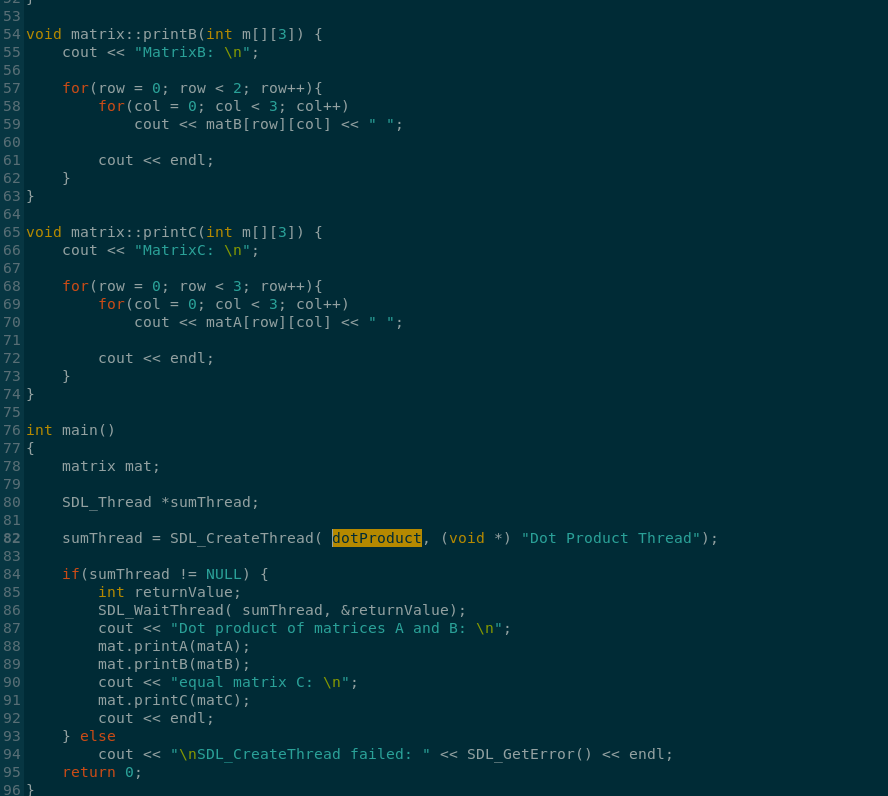 52 }
53
54 void matrix::printB(int m[][3]) {
55     cout << "MatrixB: \n";
56
57     for(row = 0; row < 2; row++){
58         for(col = 0; col < 3; col++)
59             cout << matB[row][col] << " ";
60
61         cout << endl;
62     }
63 }
64
65 void matrix::printC(int m[][3]) {
66     cout << "MatrixC: \n";
67
68     for(row = 0; row < 3; row++){
69         for(col = 0; col < 3; col++)
70             cout << matA[row][col] << " ";
71
72         cout << endl;
73     }
74 }
75
76 int main()
77 {
78     matrix mat;
79
80     SDL_Thread *sumThread;
81
82     sumThread = SDL_CreateThread( dotProduct, (void *) "Dot Product Thread");
83
84     if(sumThread != NULL) {
85         int returnValue;
86         SDL_WaitThread( sumThread, &returnValue);
87         cout << "Dot product of matrices A and B: \n";
88         mat.printA(matA);
89         mat.printB(matB);
90         cout << "equal matrix C: \n";
91         mat.printC(matC);
92         cout << endl;
93     } else
94         cout << "\nSDL_CreateThread failed: " << SDL_GetError() << endl;
95     return 0;
96 }